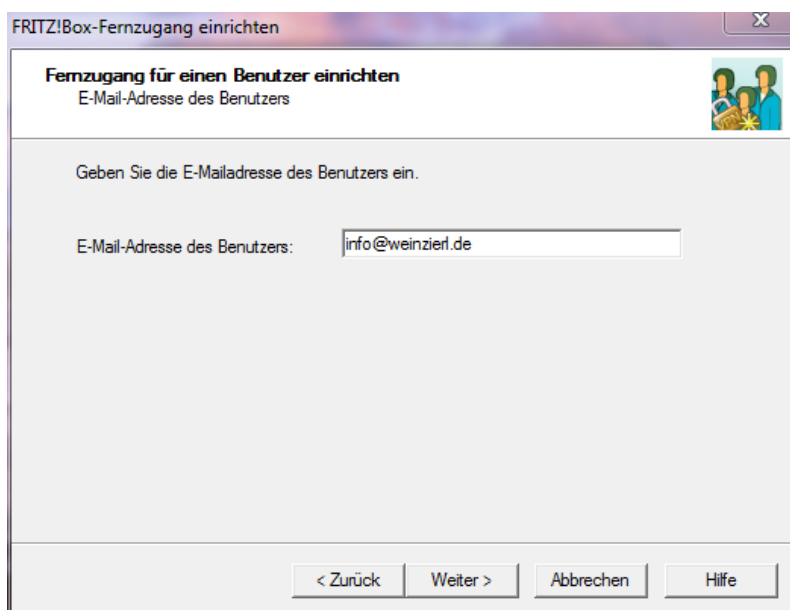 FRITZ!Box-Fernzugang einrichten
Fernzugang für einen Benutzer einrichten
E-Mail-Adresse des Benutzers
Geben Sie die E-Mailadresse des Benutzers ein.
E-Mail-Adresse des Benutzers: info@weinzierl.de
< Zurück Weiter > Abbrechen Hilfe